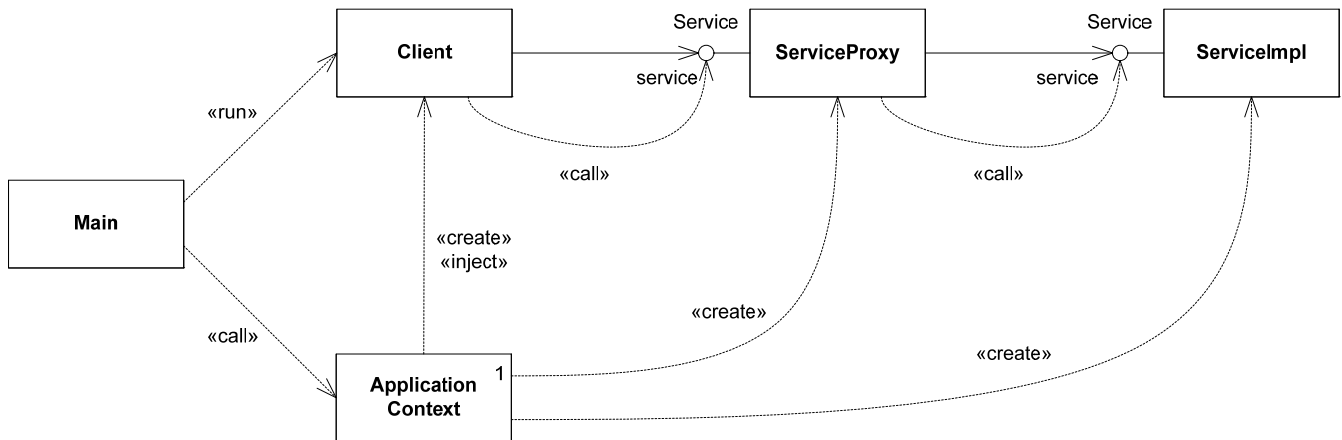 Service
Service
Client
ServiceProxy
ServiceImpl
service
service
«run»
«call»
«call»
Main
«create»
«inject»
«create»
«call»
«create»
1
Application
Context